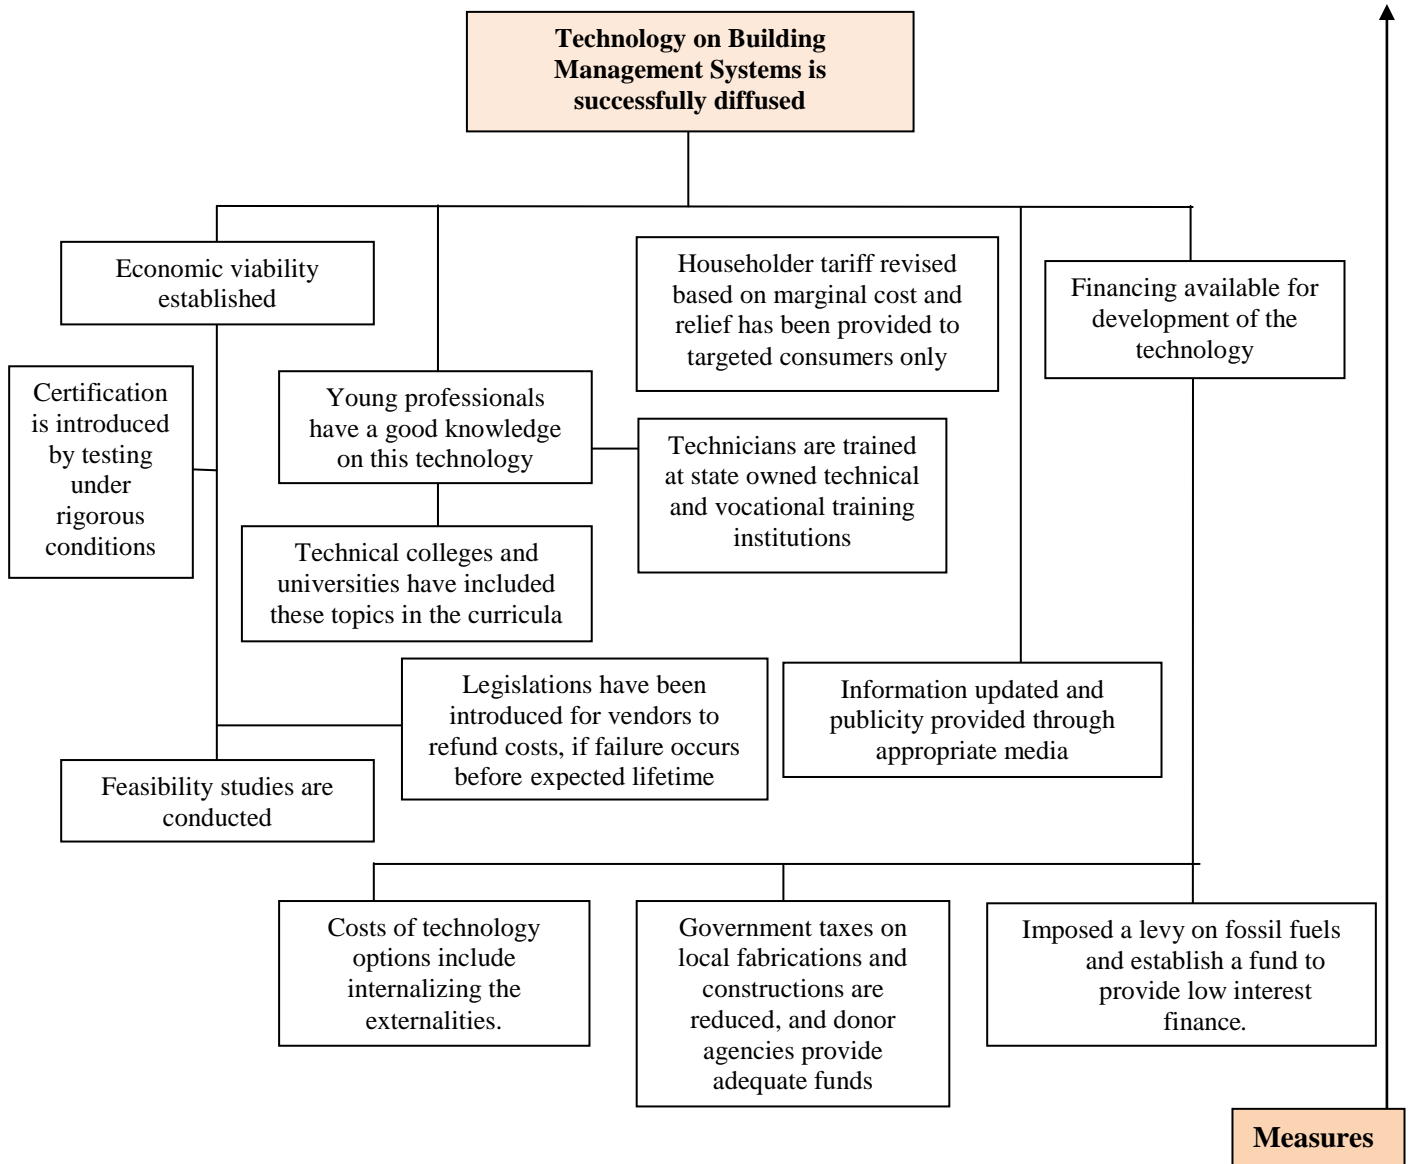 Technology on Building
Management Systems is
successfully diffused
Economic viability
established
Householder tariff revised
based on marginal cost and
relief has been provided to
targeted consumers only
Financing available for
development of the
technology
Certification
is introduced
by testing
under
rigorous
conditions
Young professionals
have a good knowledge
on this technology
Technicians are trained
at state owned technical
and vocational training
institutions
Technical colleges and
universities have included
these topics in the curricula
Legislations have been
introduced for vendors to
refund costs, if failure occurs
before expected lifetime
Information updated and
publicity provided through
appropriate media
Feasibility studies are
conducted
Costs of technology
options include
internalizing the
externalities.
Government taxes on
local fabrications and
constructions are
reduced, and donor
agencies provide
adequate funds
Imposed a levy on fossil fuels
and establish a fund to
provide low interest
finance.
Measures